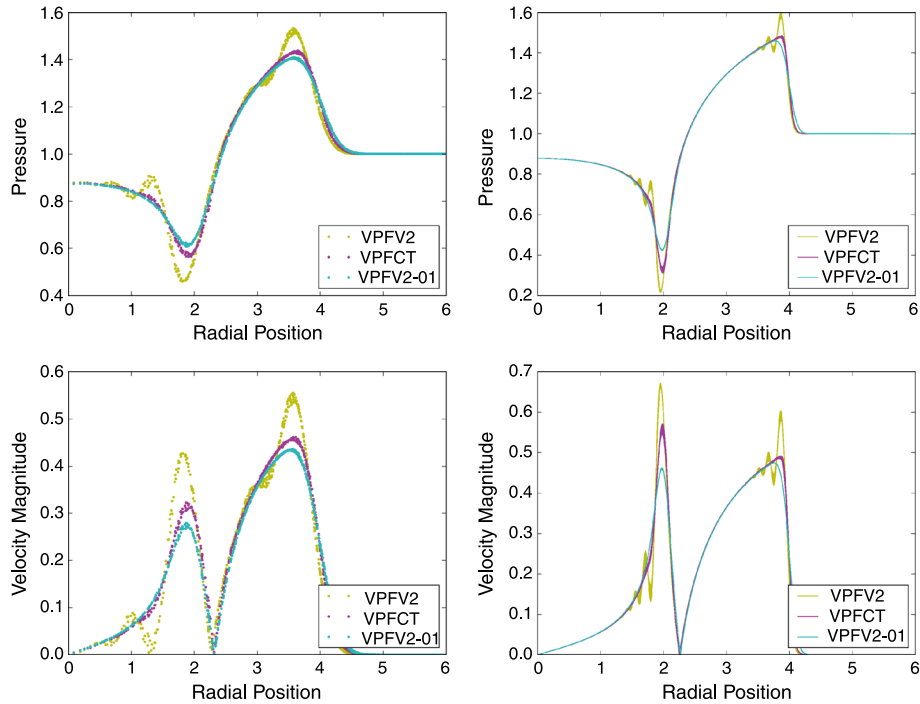 1.6
1.4
1.2
1.0
0.8
0.6
0.4
Pressure
0 1 2 3 4 5 6
Radial Position
VPFV2
VPFCT
VPFV2-01
1.6
1.4
1.2
1.0
0.8
0.6
0.4
0.2
Pressure
0 1 2 3 4 5 6
Radial Position
VPFV2
VPFCT
VPFV2-01
0.6
0.5
0.4
0.3
0.2
0.1
0.0
Velocity Magnitude
0 1 2 3 4 5 6
Radial Position
VPFV2
VPFCT
VPFV2-01
0.7
0.6
0.5
0.4
0.3
0.2
0.1
0.0
Velocity Magnitude
0 1 2 3 4 5 6
Radial Position
VPFV2
VPFCT
VPFV2-01